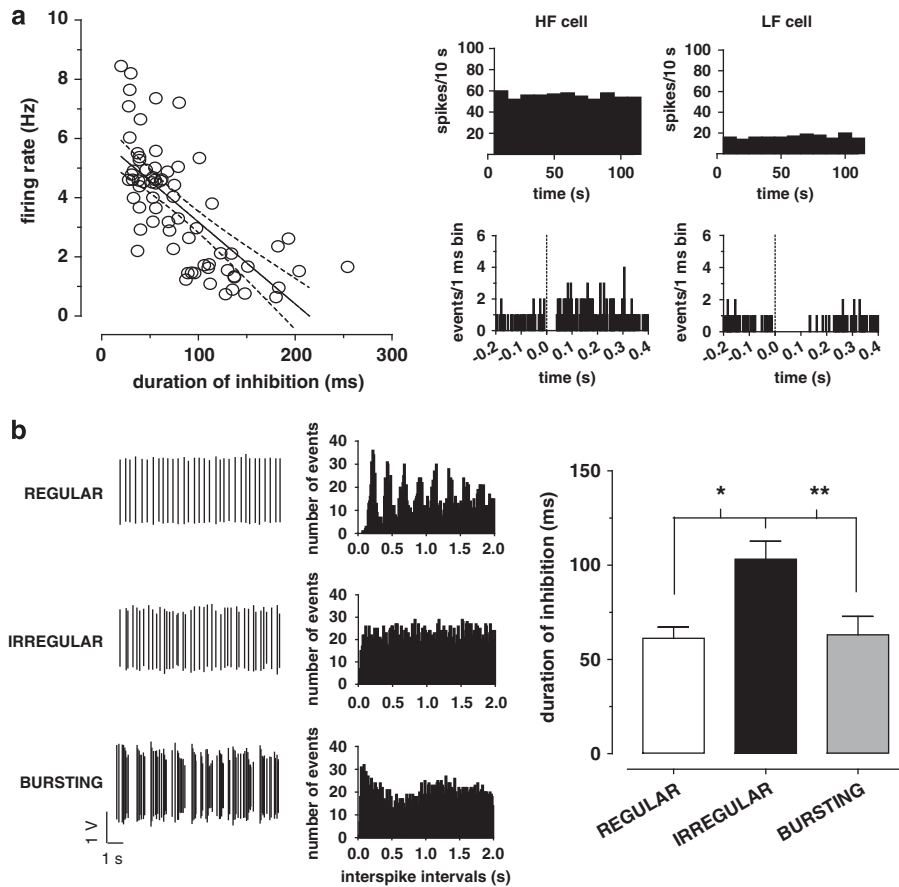 a
firing rate (Hz)
10
8
6
4
2
0
0 100 200 300
duration of inhibition (ms)
HF cell
spikes/10 s
100
80
60
40
20
0 50 100
time (s)
LF cell
100
80
60
40
20
0 50 100
time (s)
events/1 ms bin
6
4
2
0
-0.2 -0.1 0.0 0.1 0.2 0.3 0.4
time (s)
events/1 ms bin
6
4
2
0
-0.2 -0.1 0.0 0.1 0.2 0.3 0.4
time (s)
b
REGULAR
number of events
40
30
20
10
0
0.0 0.5 1.0 1.5 2.0
IRREGULAR
number of events
40
30
20
10
0
0.0 0.5 1.0 1.5 2.0
BURSTING
1 V
1 s
number of events
40
30
20
10
0
0.0 0.5 1.0 1.5 2.0
interspike intervals (s)
duration of inhibition (ms)
150
100
50
0
* **
REGULAR
IRREGULAR
BURSTING